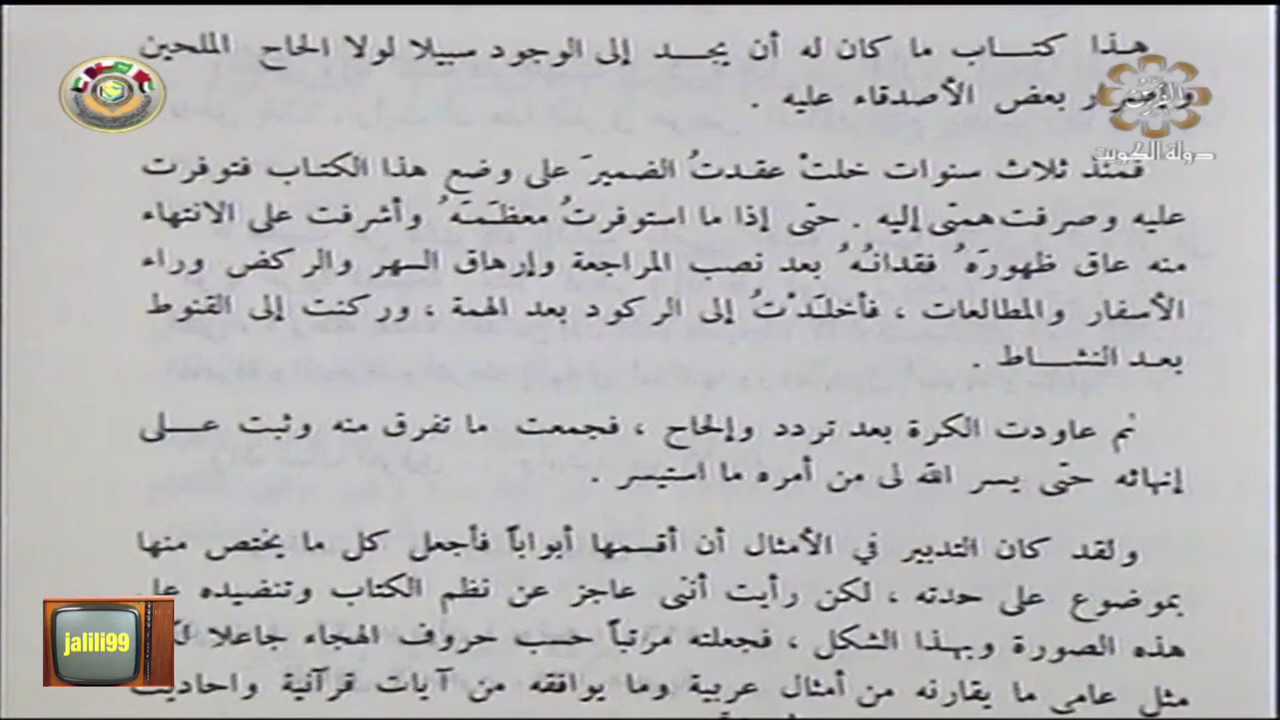 هذا كتاب ما كان له أن يجد إلى الوجود سبيلا لولا الحاح الملحين
بعض الأصدقاء عليه .
دولة الكويت
فمنذ ثلاث سنوات خلتْ عقدتُ الضميرَ على وضع هذا الكتاب فتوفرت
عليه وصرفت همتى إليه . حتى إذا ما استوفرتُ معظمَهُ وأشرفت على الانتهاء
منه عاق ظهورَهُ فقدانُهُ بعد نصب المراجعة وإرهاق السهر والركض وراء
الأسفار والمطالعات ، فأخلَدْتُ إلى الركود بعد الهمة ، وركنت إلى القنوط
بعد النشاط .
ثم عاودت الكرة بعد تردد وإلحاح ، فجمعت ما تفرق منه وثبت على
إنهائه حتى يسر الله لى من أمره ما استيسر .
ولقد كان التدبير في الأمثال أن أقسمها أبواباً فأجعل كل ما يختص منها
بموضوع على حدته ، لكن رأيت أننى عاجز عن نظم الكتاب وتنضيده على
هذه الصورة وبهذا الشكل ، فجعلته مرتباً حسب حروف الهجاء جاعلا لكل
مثل عامى ما يقارنه من أمثال عربية وما يوافقه من آيات قرآنية واحاديث
jalili99